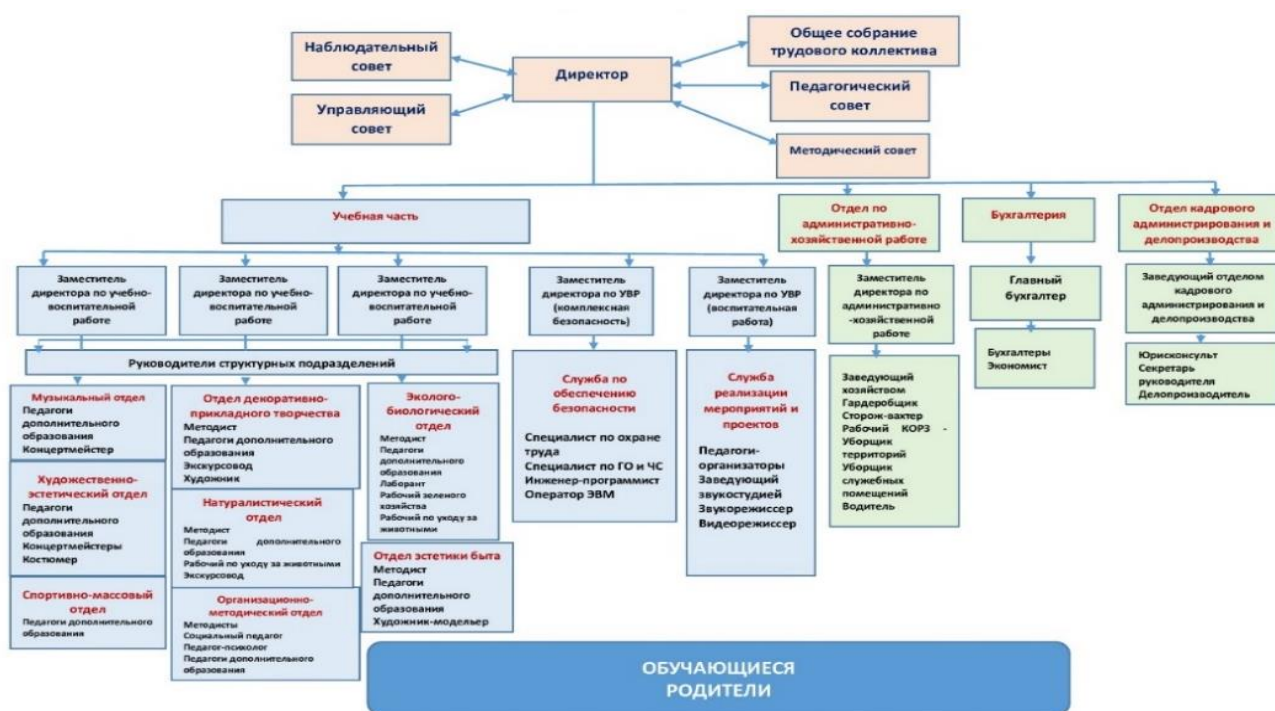 Наблюдательный
совет
Управляющий
совет
Директор
Общее собрание
трудового коллектива
Педагогический
совет
Методический совет
Учебная часть
Отдел по
административно-
хозяйственной работе
Бухгалтерия
Отдел кадрового
администрирования и
делопроизводства
Заместитель
директора по учебно-
воспитательной
работе
Заместитель
директора по учебно-
воспитательной работе
Заместитель
директора по учебно-
воспитательной
работе
Заместитель
директора по УВР
(комплексная
безопасность)
Заместитель
директора по УВР
(воспитательная
работа)
Заместитель
директора по
административно
-хозяйственной
работе
Главный
бухгалтер
Заведующий отделом
кадрового
администрирования и
делопроизводства
Руководители структурных подразделений
Музыкальный отдел
Педагоги
дополнительного
образования
Концертмейстер
Художественно-
эстетический отдел
Педагоги
дополнительного
образования
Концертмейстеры
Костюмер
Спортивно-массовый
отдел
Педагоги дополнительного
образования
Отдел декоративно-
прикладного творчества
Методист
Педагоги дополнительного
образования
Экскурсовод
Художник
Натуралистический
отдел
Методист
Педагоги дополнительного
образования
Рабочий по уходу за животными
Экскурсовод
Организационно-
методический отдел
Методисты
Социальный педагог
Педагог-психолог
Педагоги дополнительного
образования
Эколого-
биологический
отдел
Методист
Педагоги
дополнительного
образования
Лаборант
Рабочий зеленого
хозяйства
Рабочий по уходу за
животными
Отдел эстетики быта
Методист
Педагоги
дополнительного
образования
Художник-модельер
Служба по
обеспечению
безопасности
Специалист по охране
труда
Специалист по ГО и ЧС
Инженер-программист
Оператор ЭВМ
Служба
реализации
мероприятий и
проектов
Педагоги-
организаторы
Заведующий
звукостудией
Звукорежиссер
Видеорежиссер
Заведующий
хозяйством
Гардеробщик
Сторож-вахтер
Рабочий КОРЗ -
Уборщик
территорий
Уборщик
служебных
помещений
Водитель
Бухгалтеры
Экономист
Юрисконсульт
Секретарь
руководителя
Делопроизводитель
ОБУЧАЮЩИЕСЯ
РОДИТЕЛИ